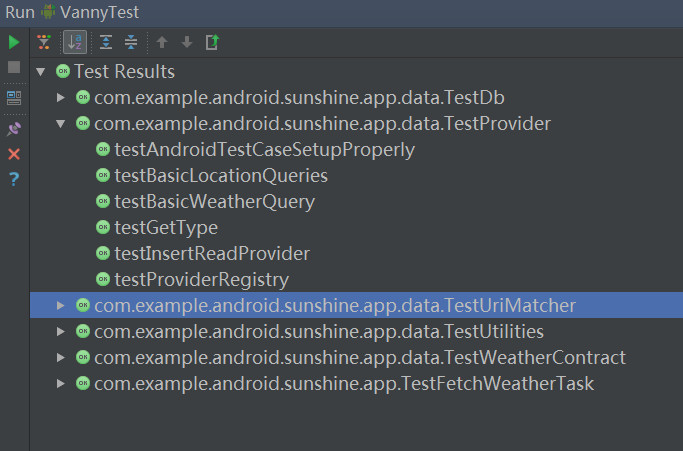 Run VannyTest
Test Results
com.example.android.sunshine.app.data.TestDb
com.example.android.sunshine.app.data.TestProvider
testAndroidTestCaseSetupProperly
testBasicLocationQueries
testBasicWeatherQuery
testGetType
testInsertReadProvider
testProviderRegistry
com.example.android.sunshine.app.data.TestUriMatcher
com.example.android.sunshine.app.data.TestUtilities
com.example.android.sunshine.app.data.TestWeatherContract
com.example.android.sunshine.app.TestFetchWeatherTask